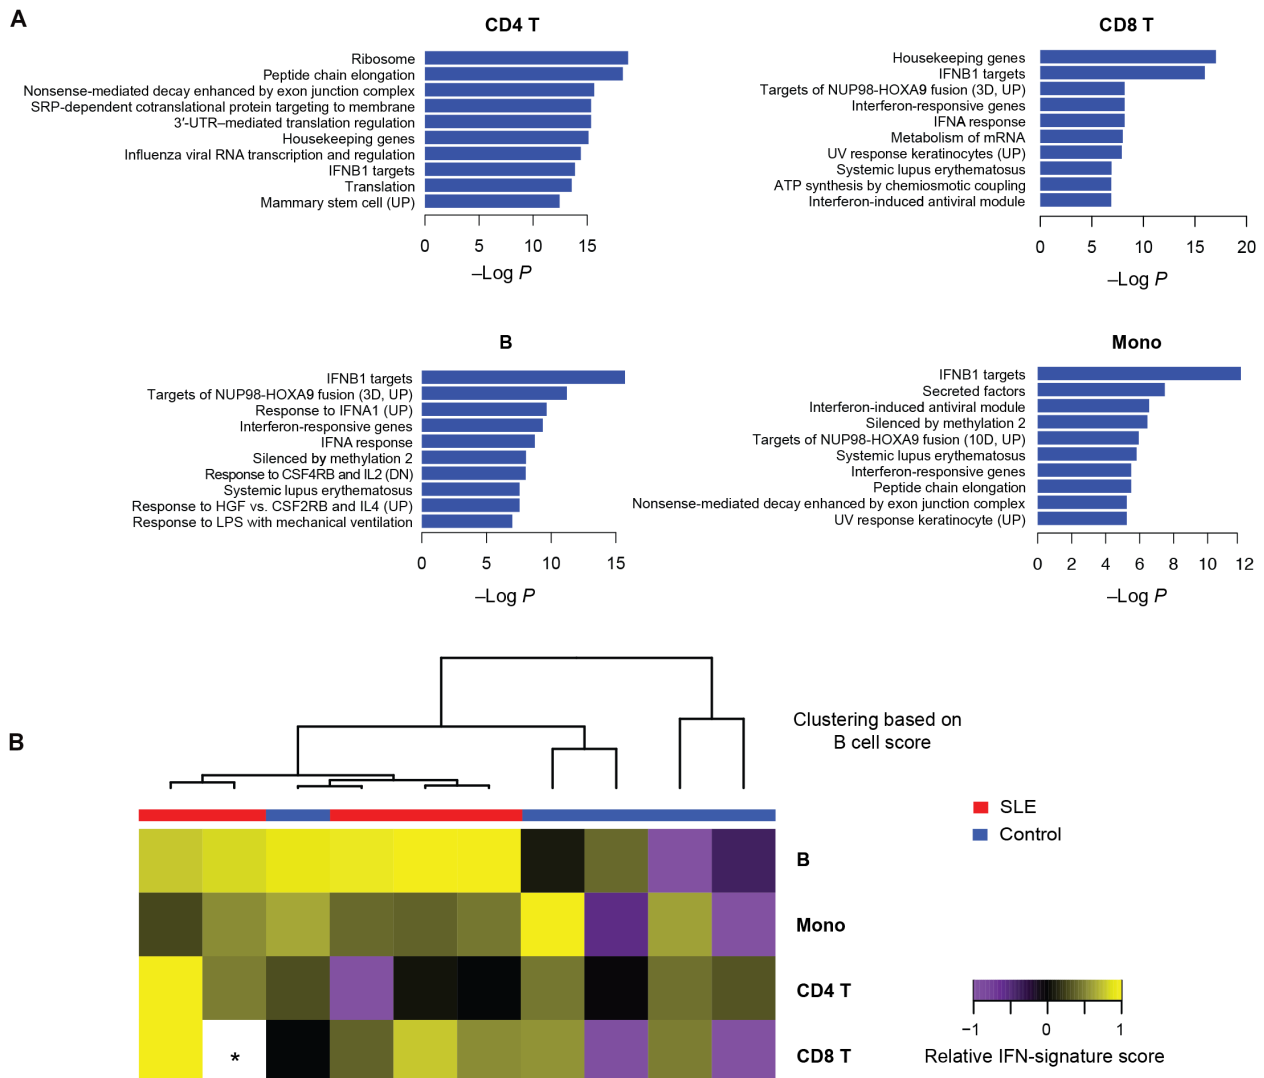 A
CD4 T
Ribosome
Peptide chain elongation
Nonsense-mediated decay enhanced by exon junction complex
SRP-dependent cotranslational protein targeting to membrane
3′-UTR–mediated translation regulation
Housekeeping genes
Influenza viral RNA transcription and regulation
IFNB1 targets
Translation
Mammary stem cell (UP)
0 5 10 15
–Log P
CD8 T
Housekeeping genes
IFNB1 targets
Targets of NUP98-HOXA9 fusion (3D, UP)
Interferon-responsive genes
IFNA response
Metabolism of mRNA
UV response keratinocytes (UP)
Systemic lupus erythematosus
ATP synthesis by chemiosmotic coupling
Interferon-induced antiviral module
0 5 10 15 20
–Log P
B
IFNB1 targets
Targets of NUP98-HOXA9 fusion (3D, UP)
Response to IFNA1 (UP)
Interferon-responsive genes
IFNA response
Silenced by methylation 2
Response to CSF4RB and IL2 (DN)
Systemic lupus erythematosus
Response to HGF vs. CSF2RB and IL4 (UP)
Response to LPS with mechanical ventilation
0 5 10 15
–Log P
Mono
IFNB1 targets
Secreted factors
Interferon-induced antiviral module
Silenced by methylation 2
Targets of NUP98-HOXA9 fusion (10D, UP)
Systemic lupus erythematosus
Interferon-responsive genes
Peptide chain elongation
Nonsense-mediated decay enhanced by exon junction complex
UV response keratinocyte (UP)
0 2 4 6 8 10 12
–Log P
B
Clustering based on
B cell score
SLE
Control
B
Mono
CD4 T
CD8 T
*
−1 0 1
Relative IFN-signature score